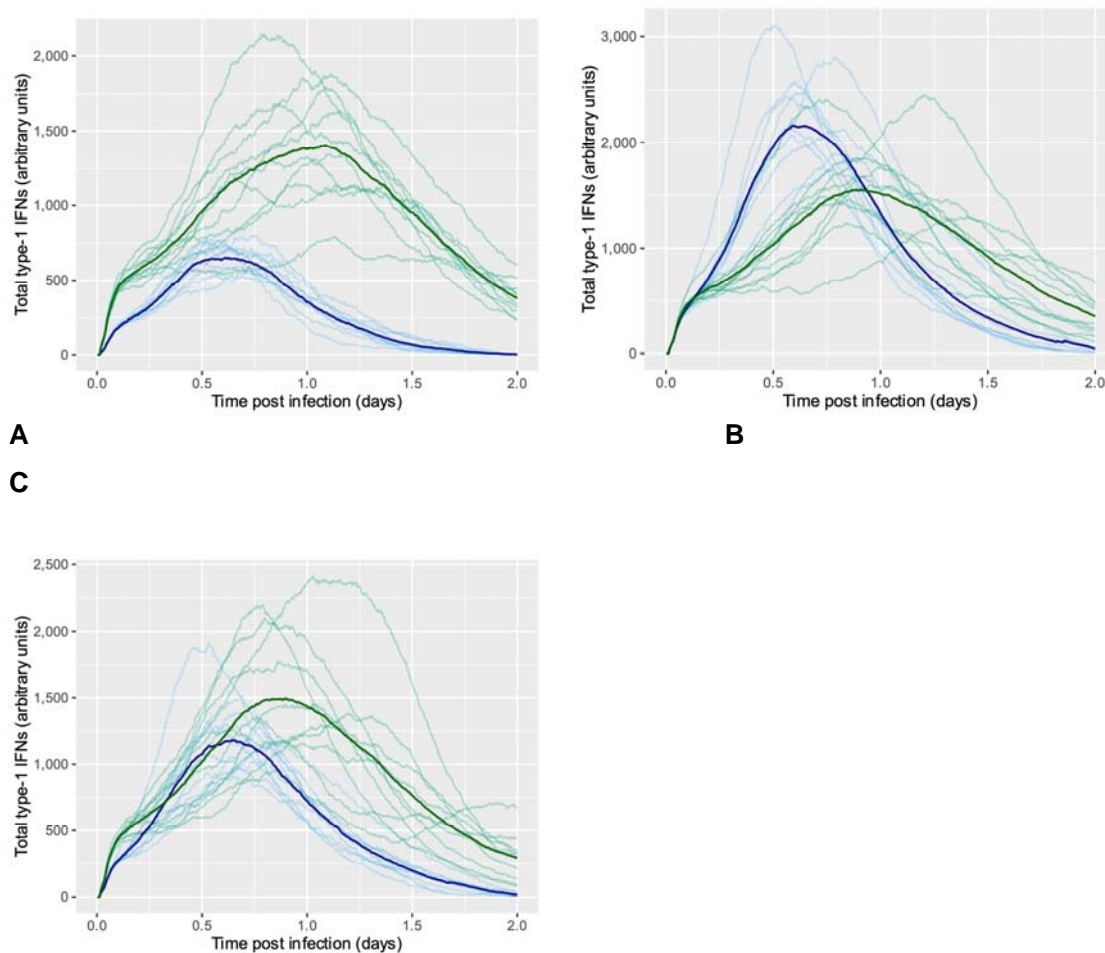 Total type-1 IFNs (arbitrary units)
2,000
1,500
1,000
500
0
0.0 0.5 1.0 1.5 2.0
Time post infection (days)
Total type-1 IFNs (arbitrary units)
3,000
2,000
1,000
0
0.0 0.5 1.0 1.5 2.0
Time post infection (days)
A B
C
Total type-1 IFNs (arbitrary units)
2,500
2,000
1,500
1,000
500
0
0.0 0.5 1.0 1.5 2.0
Time post infection (days)